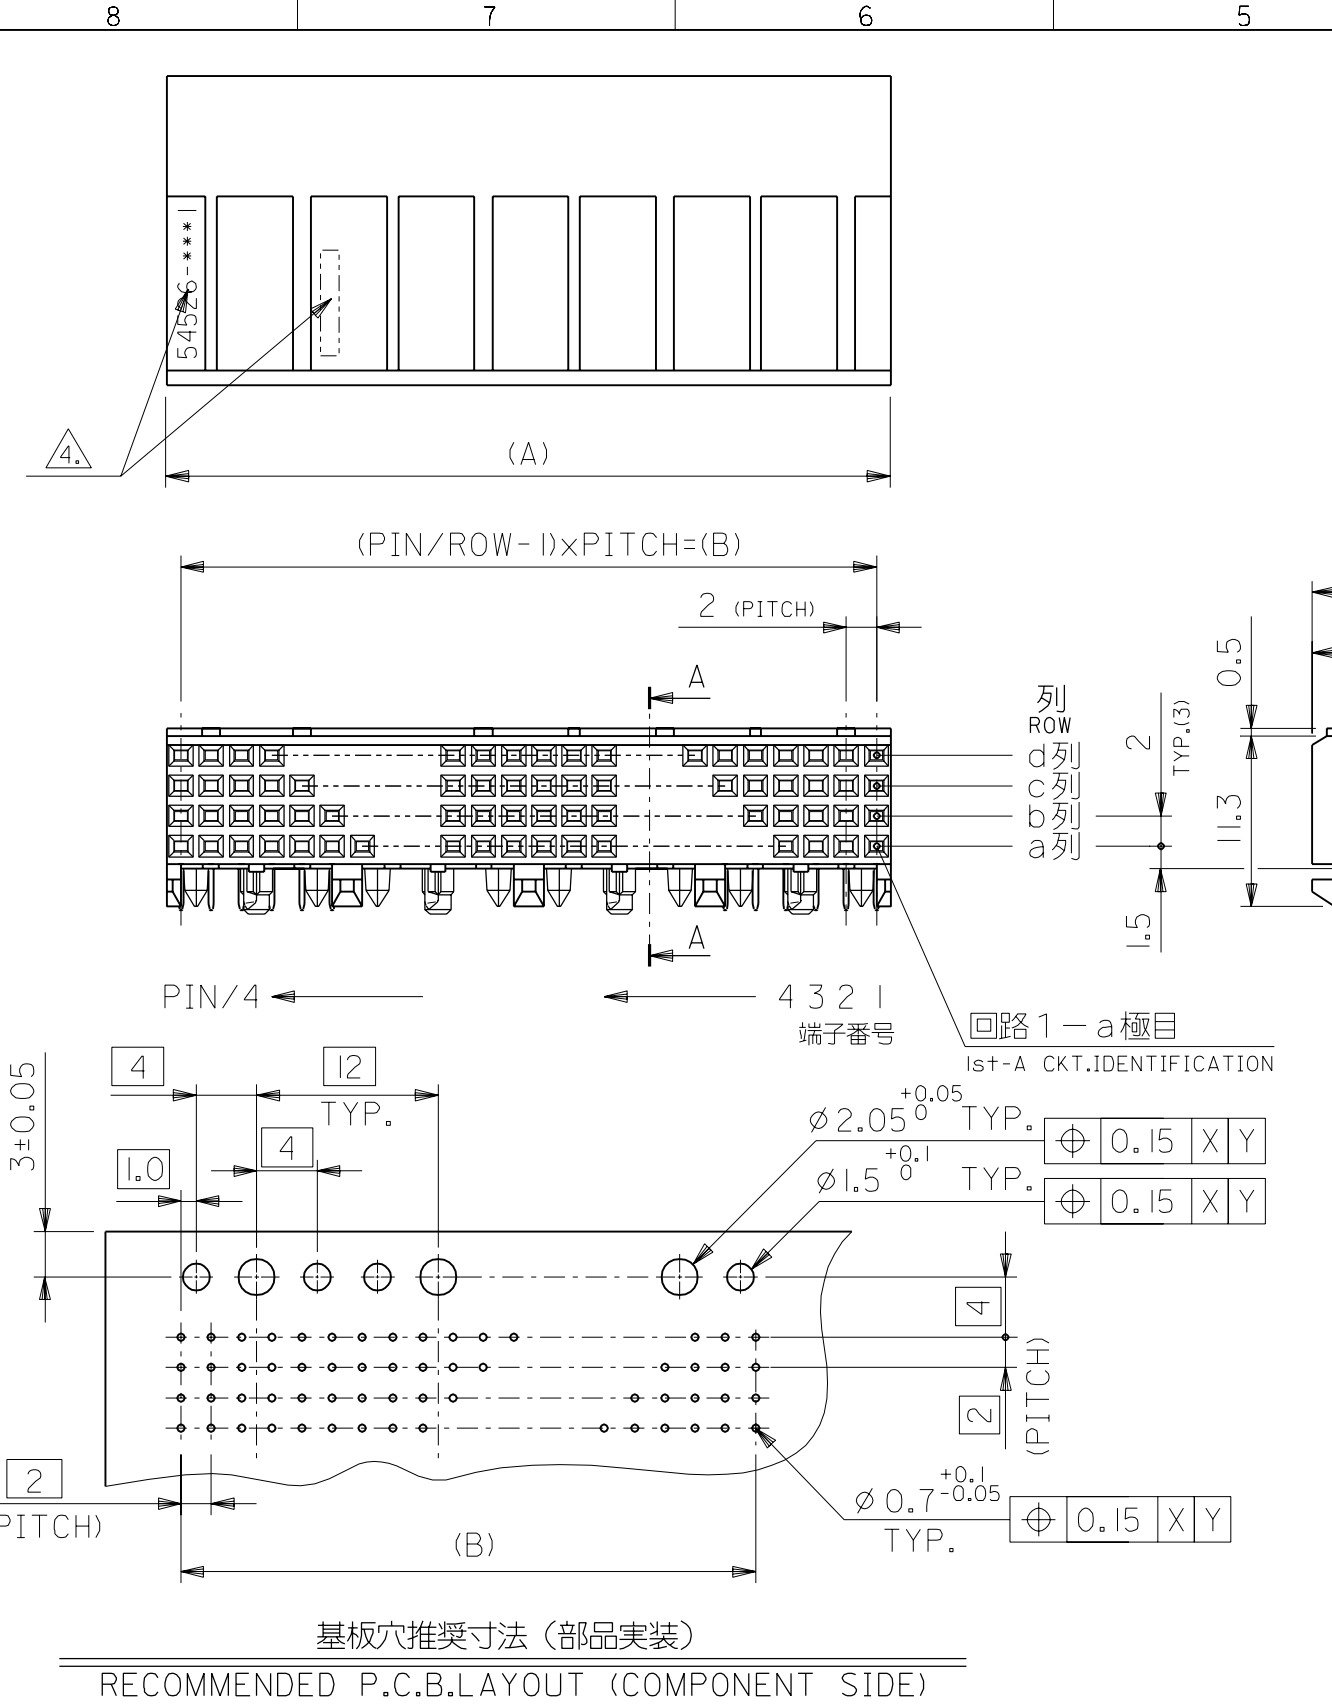 8 7 6 5
54526-***1
4.
(A)
(PIN/ROW-1)xPITCH=(B)
2 (PITCH)
0.5
A
列
ROW
d列
c列
b列
a列
2
TYP.(3)
11.3
1.5
A
PIN/4
4 3 2 1
端子番号
回路1-a極目
1st-A CKT.IDENTIFICATION
3±0.05
4
12
TYP.
4
1.0
⌀2.05 +0.05 0 TYP.
⌖ 0.15 X Y
⌀1.5 +0.1 0 TYP.
⌖ 0.15 X Y
4
2
(PITCH)
2
PITCH)
⌀0.7 +0.1 -0.05
TYP.
⌖ 0.15 X Y
(B)
基板穴推奨寸法（部品実装）
RECOMMENDED P.C.B.LAYOUT (COMPONENT SIDE)